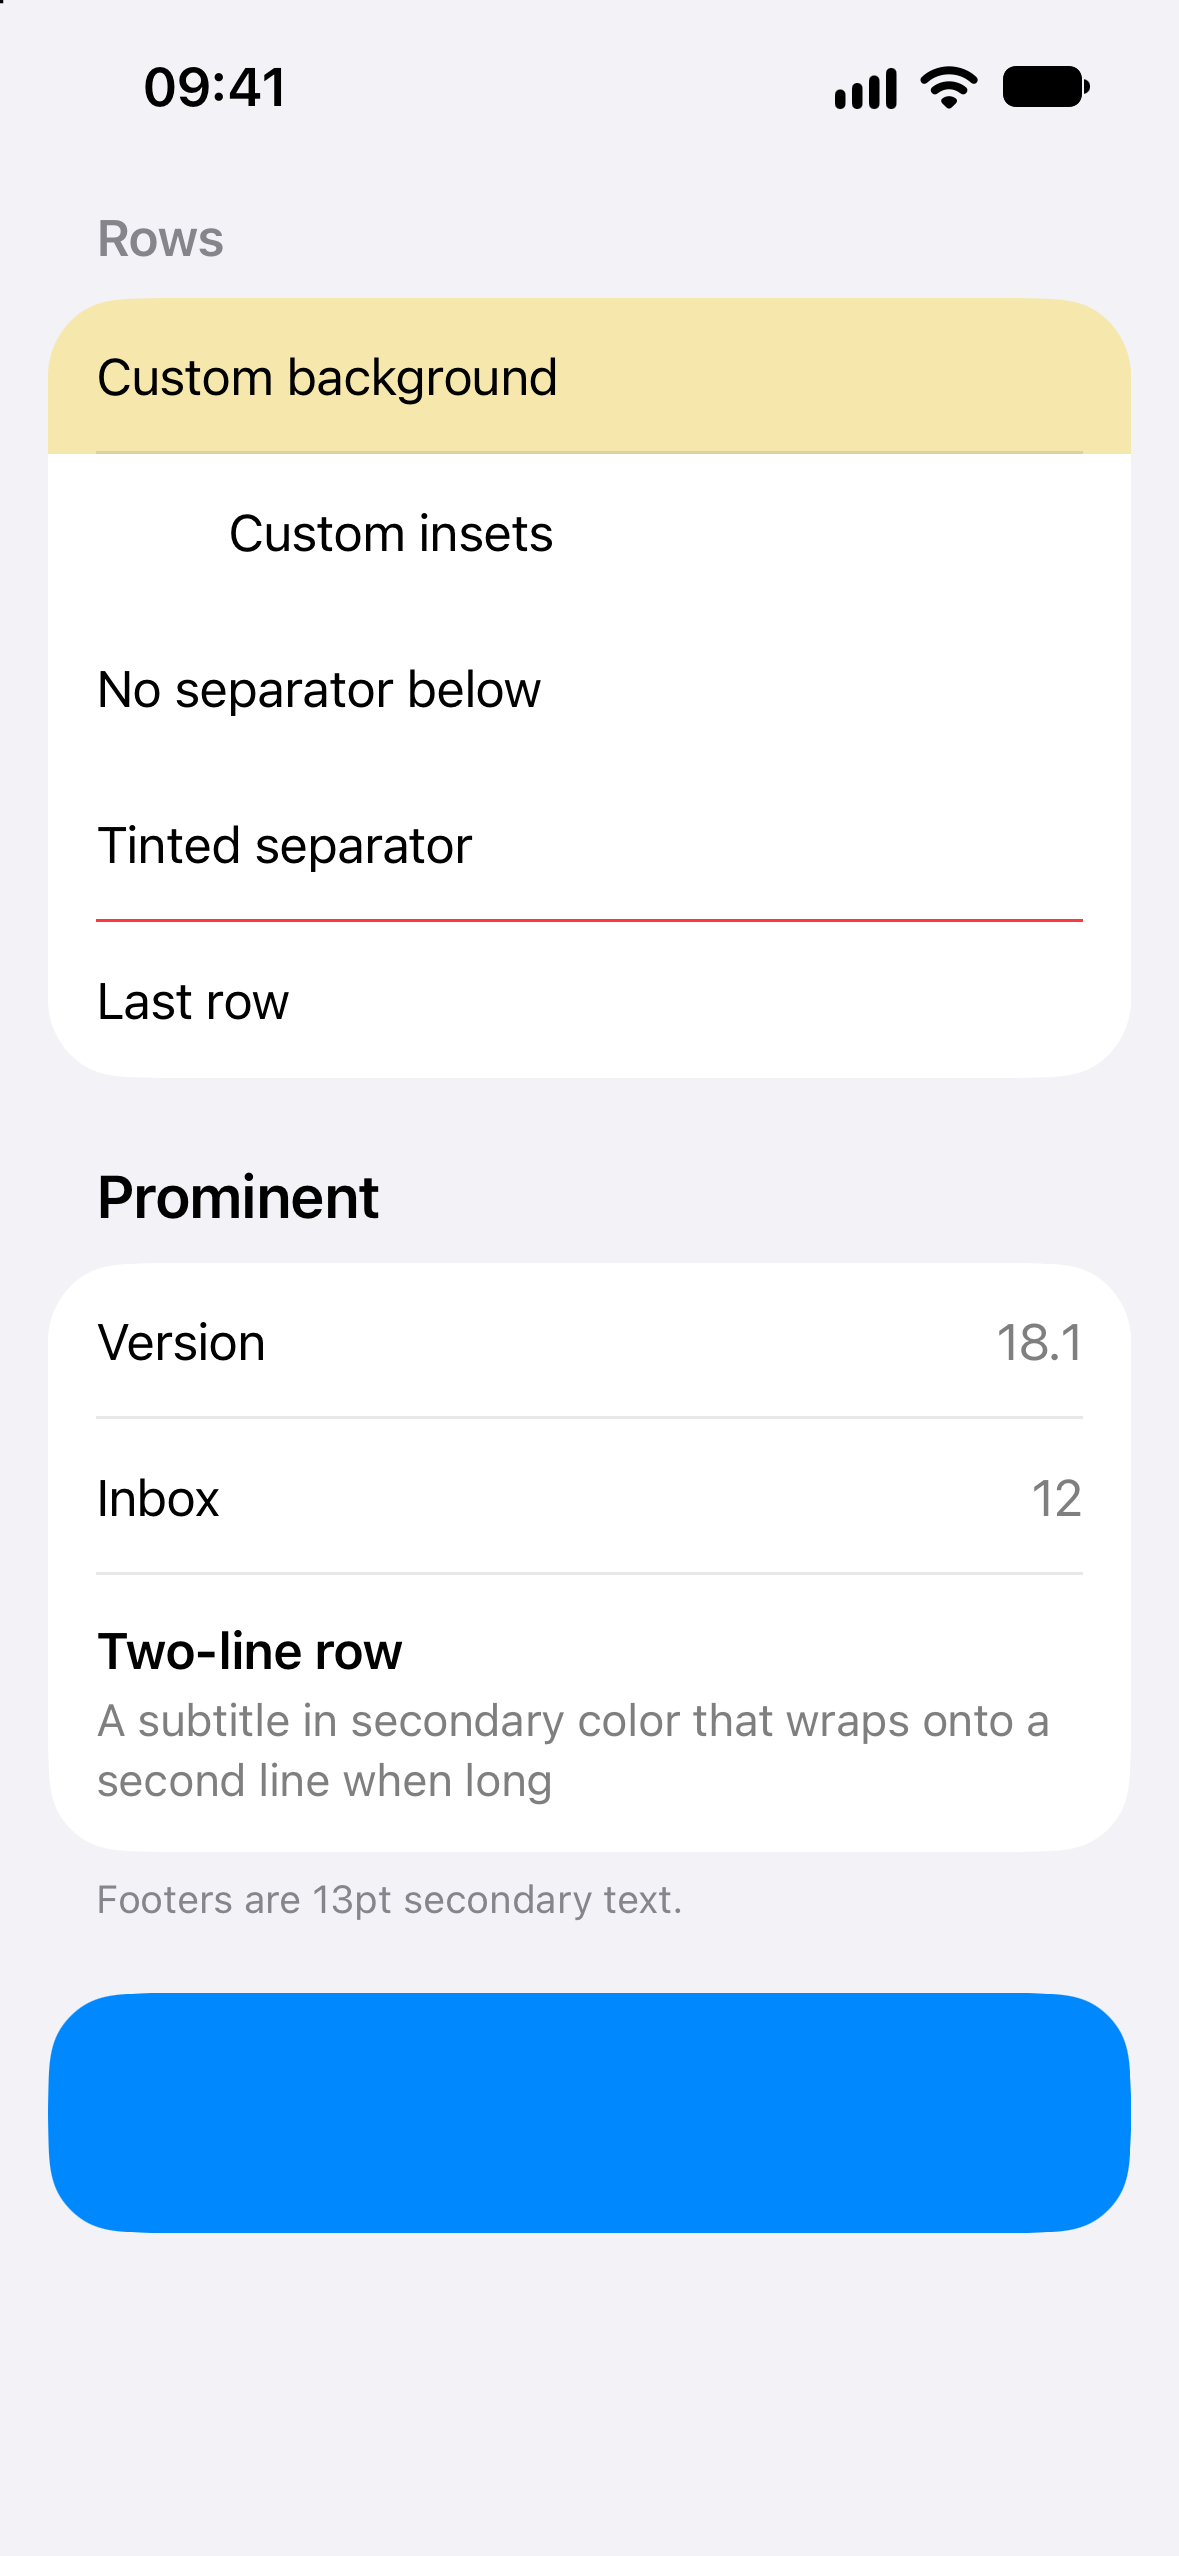 09:41
Rows
Custom background
Custom insets
No separator below
Tinted separator
Last row
Prominent
Version 18.1
Inbox 12
Two-line row
A subtitle in secondary color that wraps onto a
second line when long
Footers are 13pt secondary text.